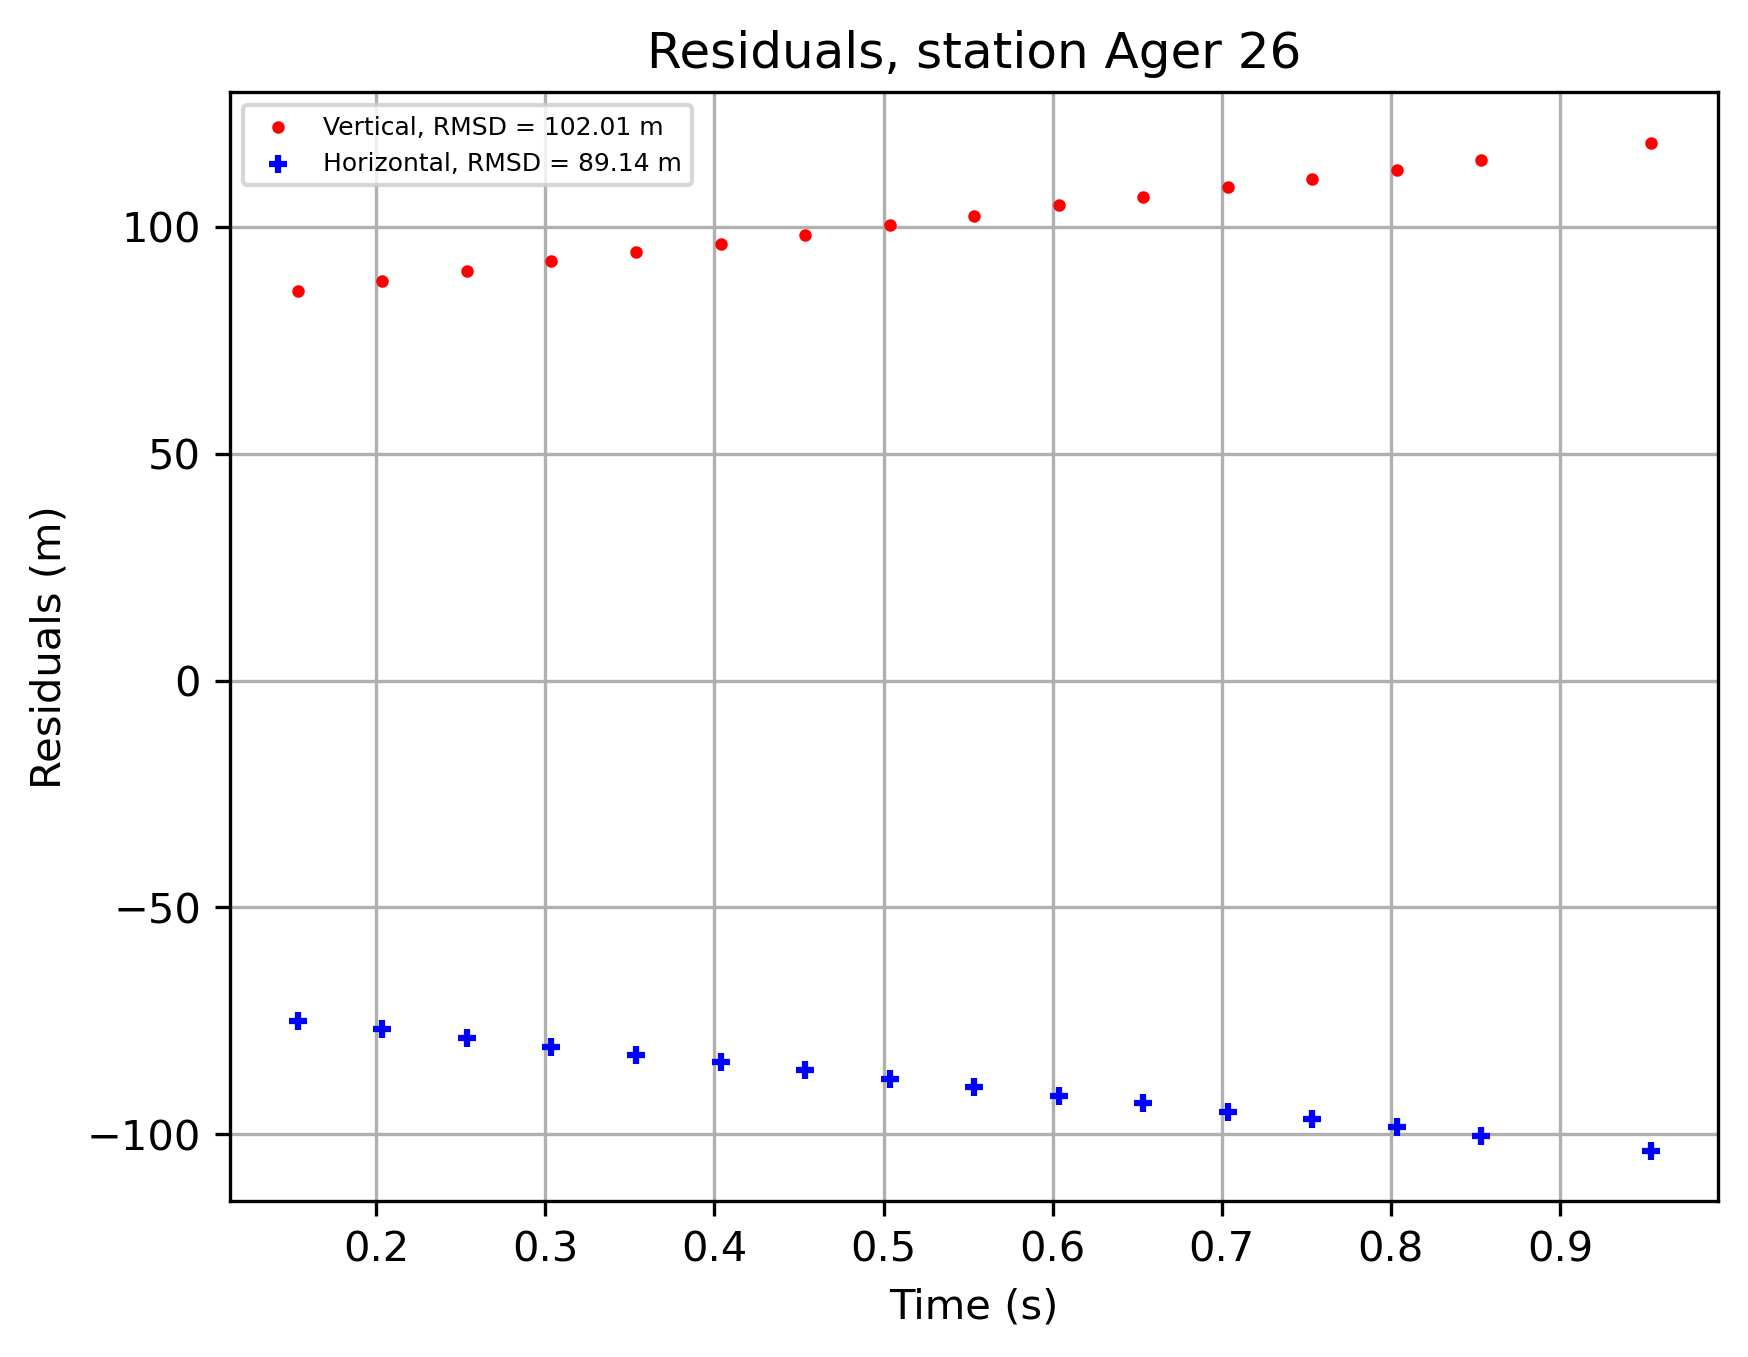 Residuals, station Ager 26
Vertical, RMSD = 102.01 m
Horizontal, RMSD = 89.14 m
100
50
0
−50
−100
Residuals (m)
0.2 0.3 0.4 0.5 0.6 0.7 0.8 0.9
Time (s)